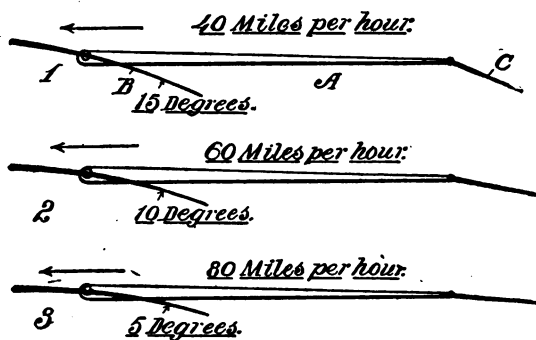 40 Miles per hour.
1 B A C
15 Degrees.
60 Miles per hour.
2
10 Degrees.
80 Miles per hour.
3
5 Degrees.